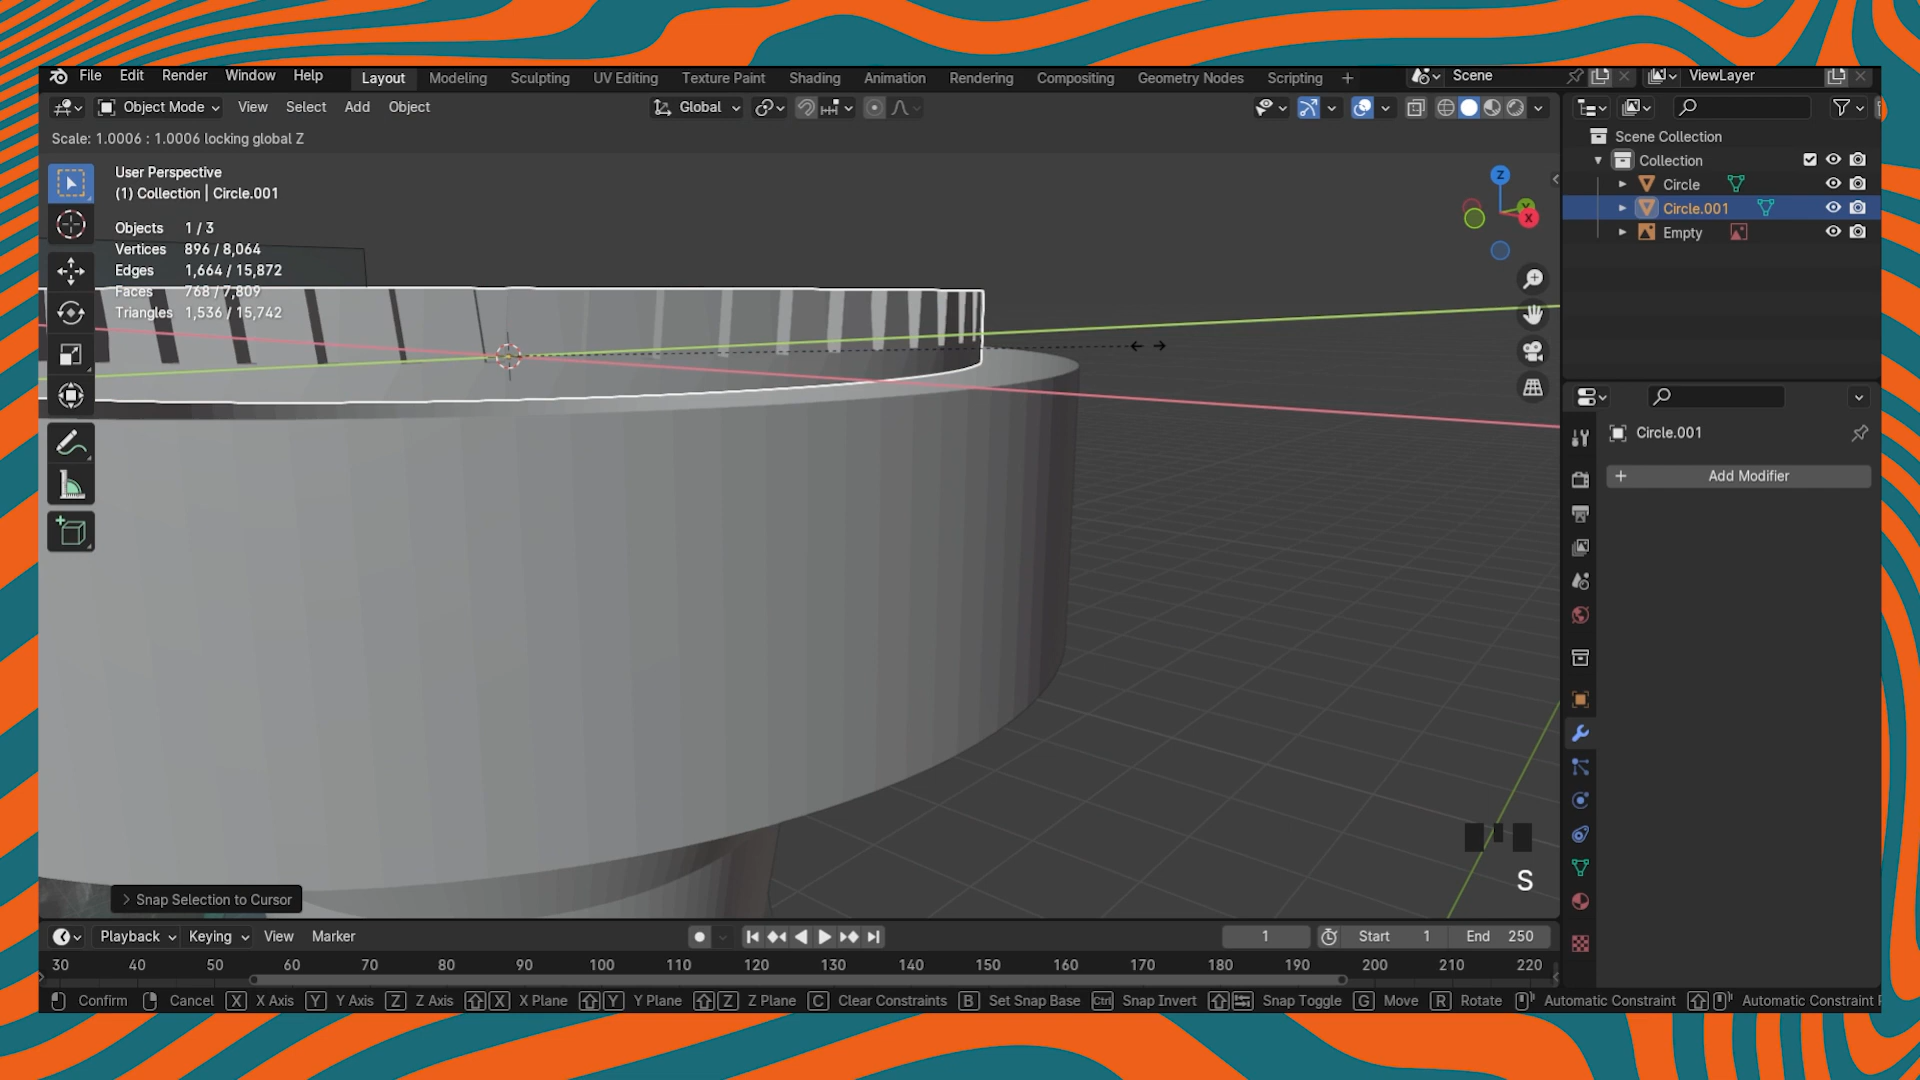 File Edit Render Window Help Layout Modeling Sculpting UV Editing Texture Paint Shading Animation Rendering Compositing Geometry Nodes Scripting + Scene ViewLayer
Object Mode View Select Add Object Global
Scale: 1.0006 : 1.0006 locking global Z
User Perspective
(1) Collection | Circle.001
Objects 1 / 3
Vertices 896 / 8,064
Edges 1,664 / 15,872
Faces 768 / 7,809
Triangles 1,536 / 15,742
Z
Y
X
Scene Collection
Collection
Circle
Circle.001
Empty
Circle.001
+ Add Modifier
S
Snap Selection to Cursor
Playback Keying View Marker 1 Start 1 End 250
30 40 50 60 70 80 90 100 110 120 130 140 150 160 170 180 190 200 210 220
Confirm Cancel X X Axis Y Y Axis Z Z Axis X X Plane Y Y Plane Z Z Plane C Clear Constraints B Set Snap Base Ctrl Snap Invert Snap Toggle G Move R Rotate Automatic Constraint Automatic Constraint